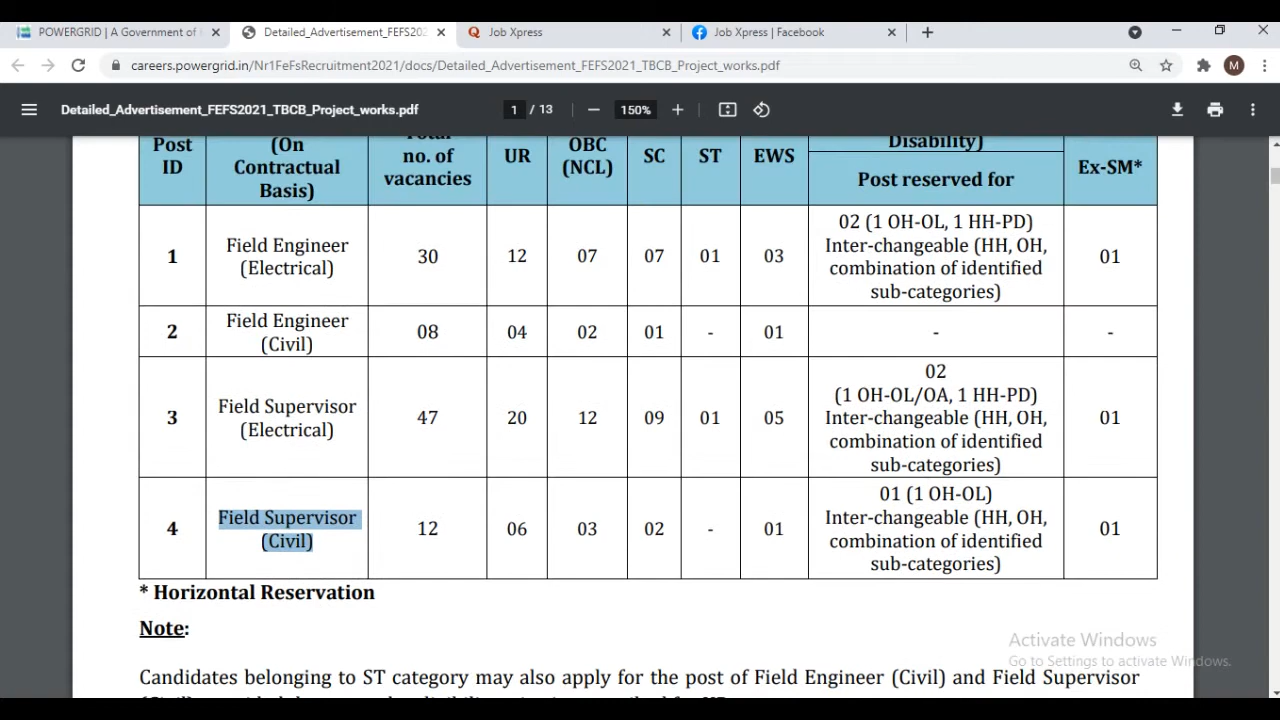 POWERGRID | A Government of
Detailed_Advertisement_FEFS202
Job Xpress
Job Xpress | Facebook
careers.powergrid.in/Nr1FeFsRecruitment2021/docs/Detailed_Advertisement_FEFS2021_TBCB_Project_works.pdf
M
Detailed_Advertisement_FEFS2021_TBCB_Project_works.pdf
1 / 13
150%
Post ID
(On Contractual Basis)
Total no. of vacancies
UR
OBC (NCL)
SC
ST
EWS
Disability)
Post reserved for
Ex-SM*
1
Field Engineer
(Electrical)
30
12
07
07
01
03
02 (1 OH-OL, 1 HH-PD)
Inter-changeable (HH, OH,
combination of identified
sub-categories)
01
2
Field Engineer
(Civil)
08
04
02
01
-
01
-
-
3
Field Supervisor
(Electrical)
47
20
12
09
01
05
02
(1 OH-OL/OA, 1 HH-PD)
Inter-changeable (HH, OH,
combination of identified
sub-categories)
01
4
Field Supervisor
(Civil)
12
06
03
02
-
01
01 (1 OH-OL)
Inter-changeable (HH, OH,
combination of identified
sub-categories)
01
* Horizontal Reservation
Note:
Candidates belonging to ST category may also apply for the post of Field Engineer (Civil) and Field Supervisor
Activate Windows
Go to Settings to activate Windows.